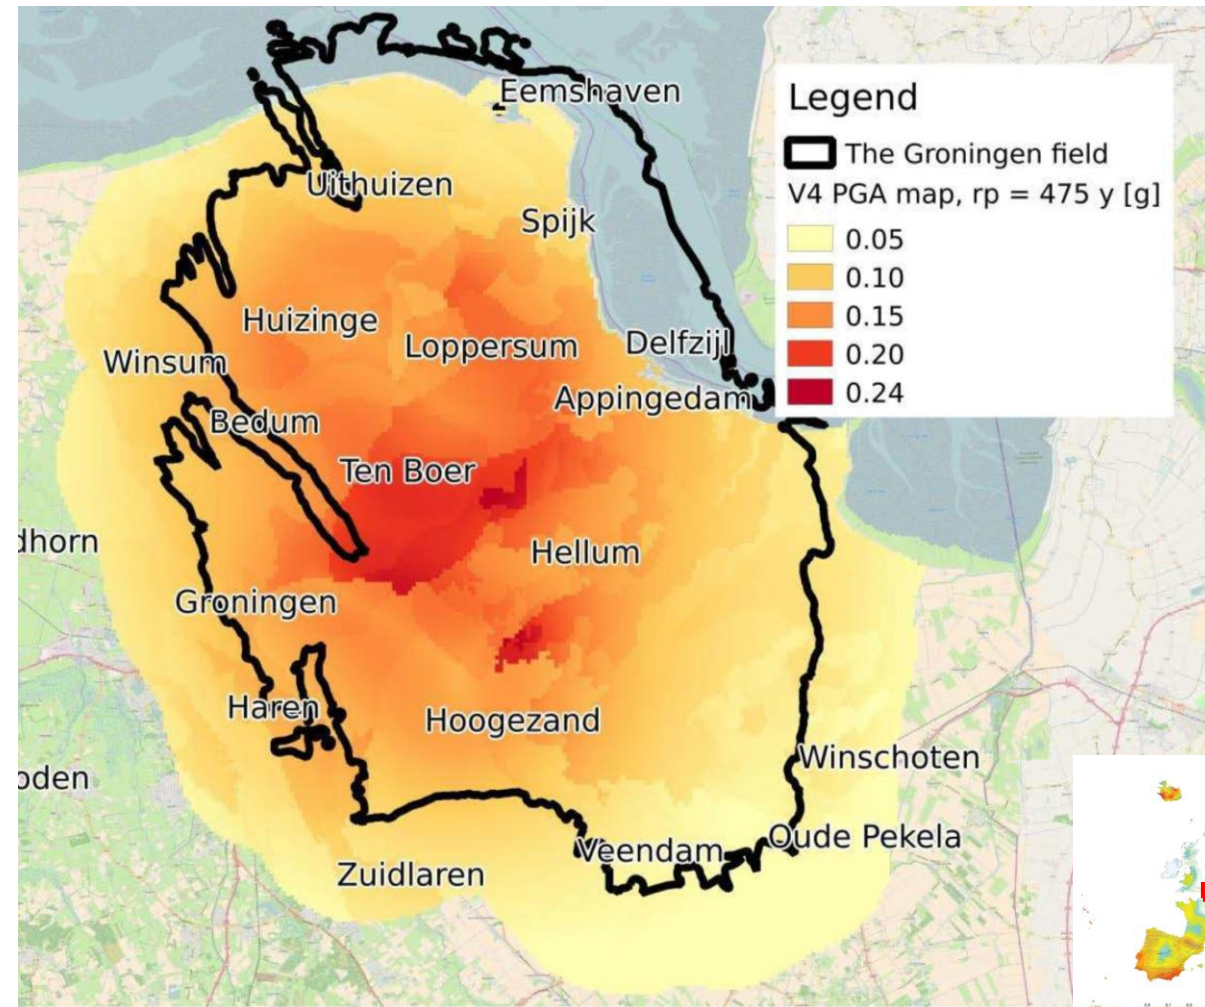 Eemshaven
Legend
The Groningen field
V4 PGA map, rp = 475 y [g]
0.05
0.10
0.15
0.20
0.24
Uithuizen
Spijk
Huizinge
Loppersum
Delfzijl
Winsum
Appingedam
Bedum
Ten Boer
dhorn
Hellum
Groningen
Haren
Hoogezand
Winschoten
oden
Veendam
Oude Pekela
Zuidlaren